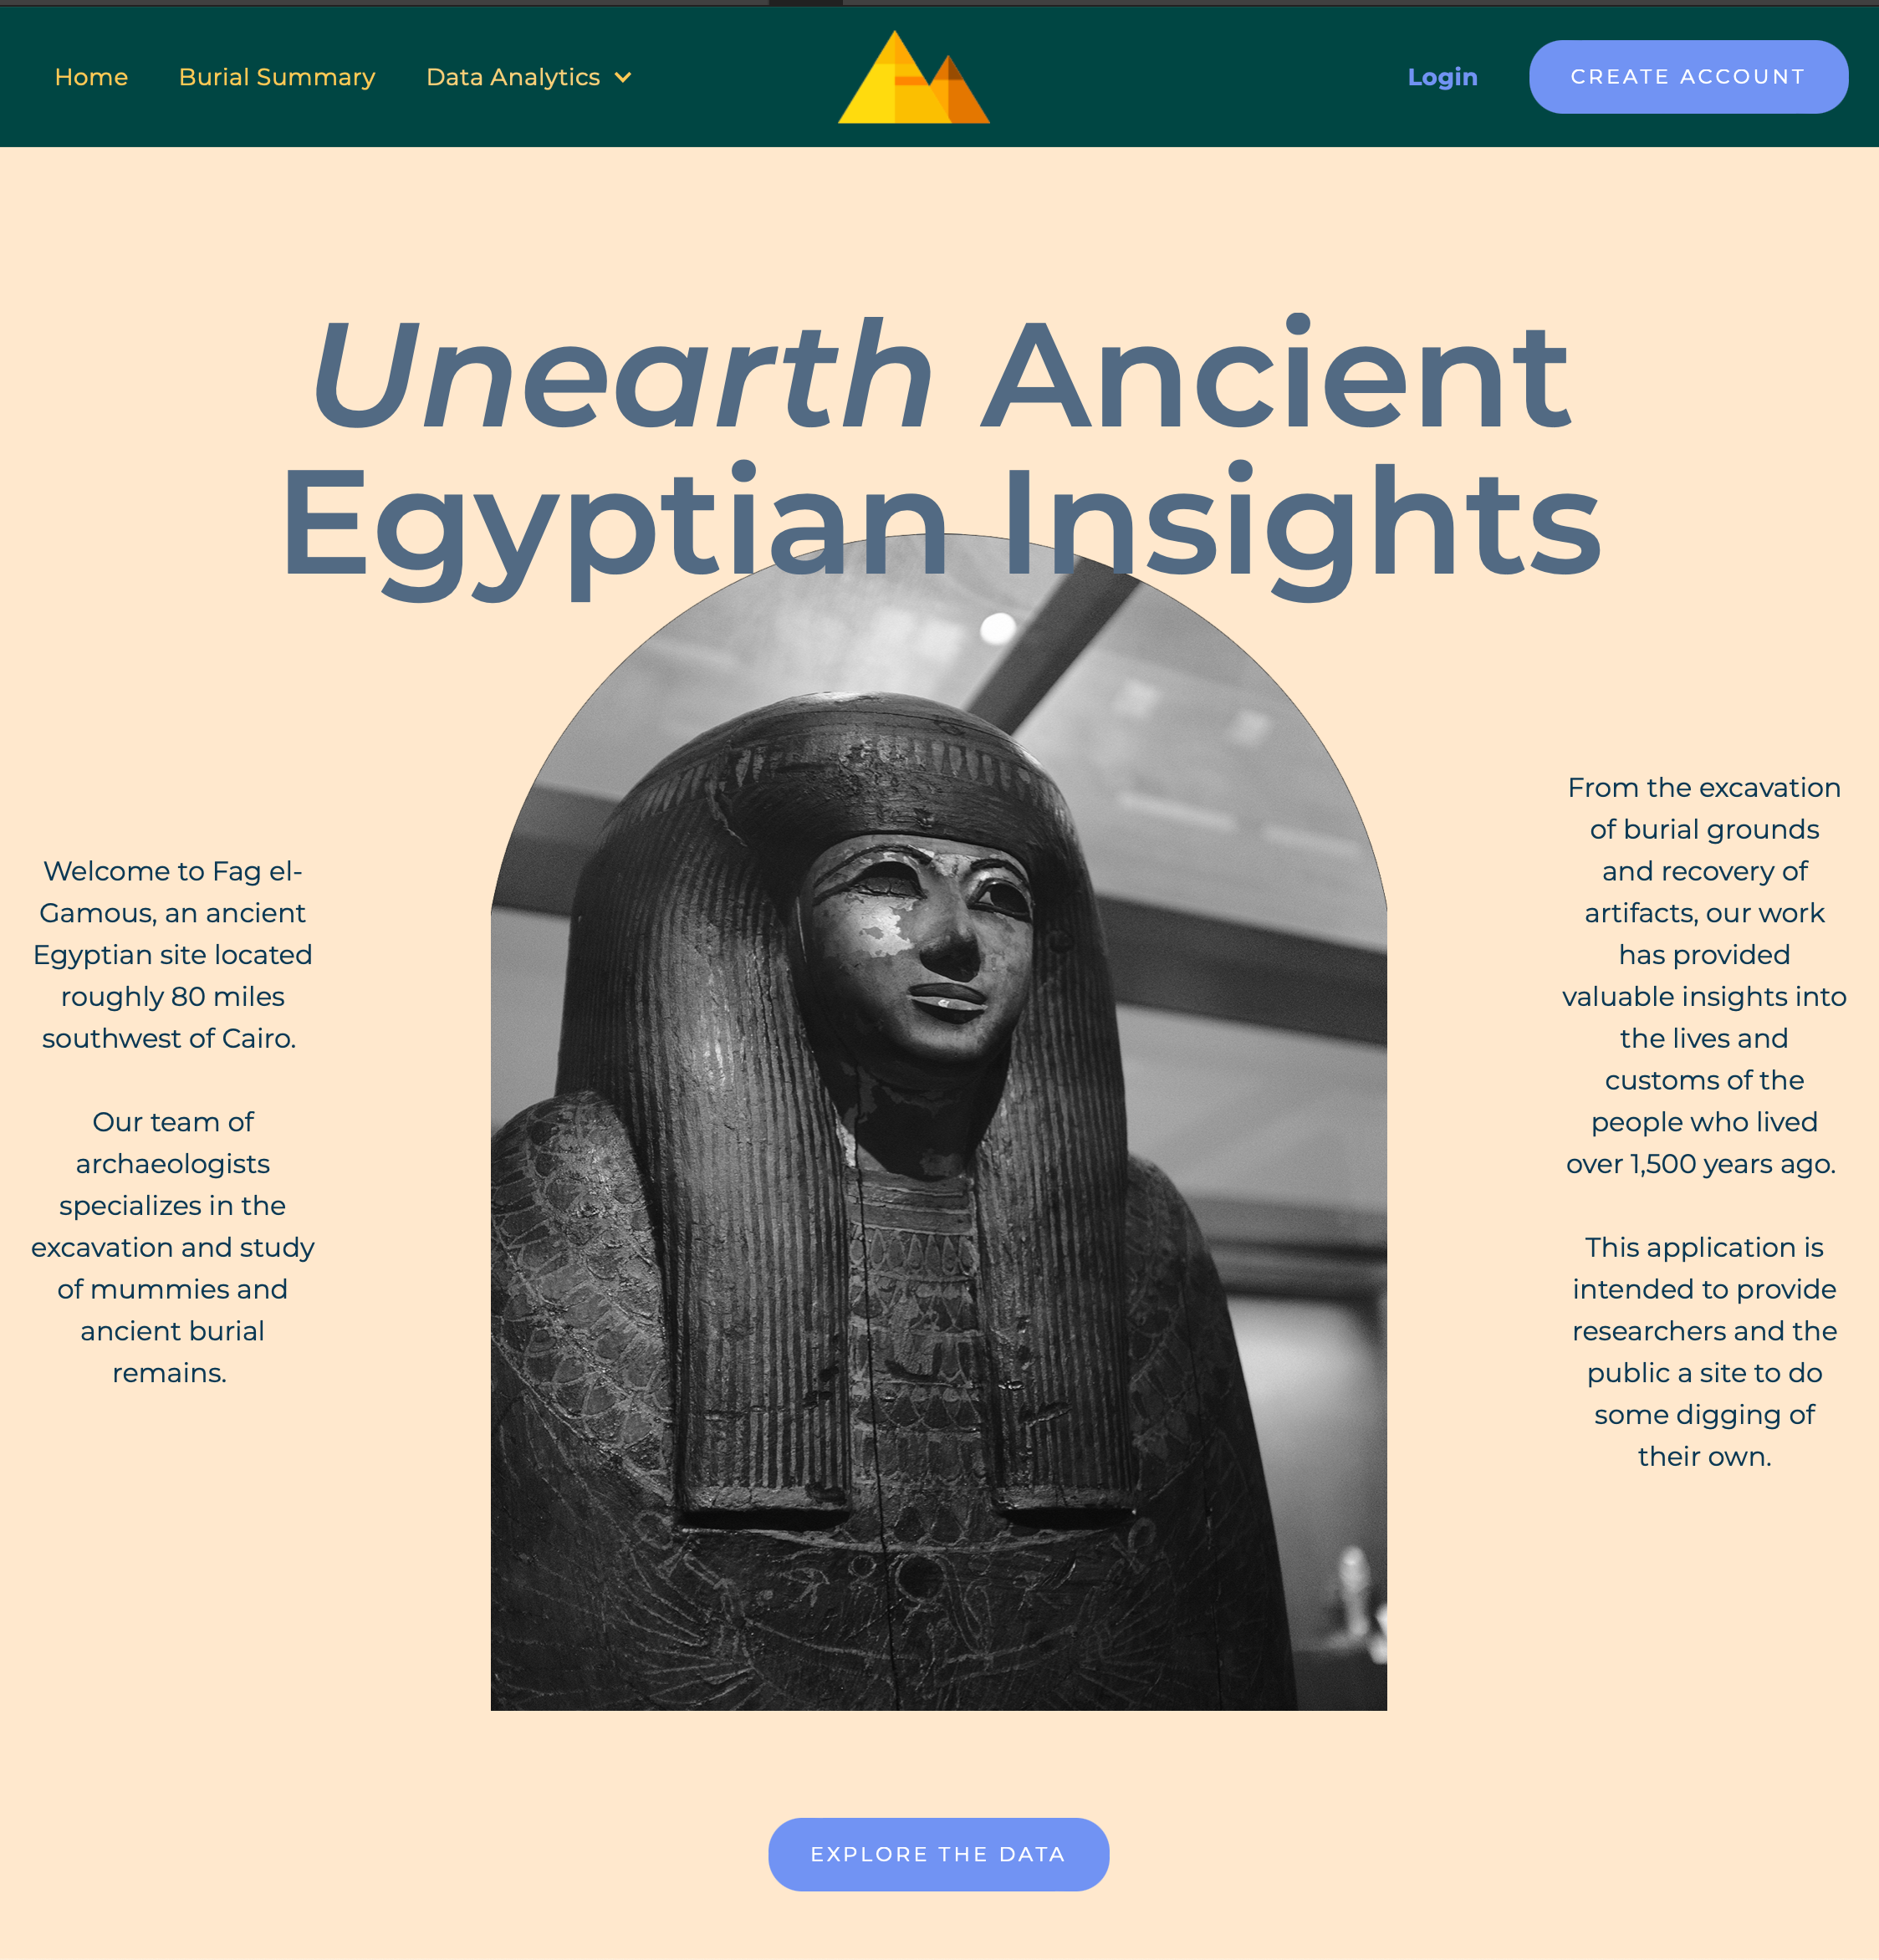 Home Burial Summary Data Analytics Login CREATE ACCOUNT
Unearth Ancient
Egyptian Insights
Welcome to Fag el-
Gamous, an ancient
Egyptian site located
roughly 80 miles
southwest of Cairo.
Our team of
archaeologists
specializes in the
excavation and study
of mummies and
ancient burial
remains.
From the excavation
of burial grounds
and recovery of
artifacts, our work
has provided
valuable insights into
the lives and
customs of the
people who lived
over 1,500 years ago.
This application is
intended to provide
researchers and the
public a site to do
some digging of
their own.
EXPLORE THE DATA